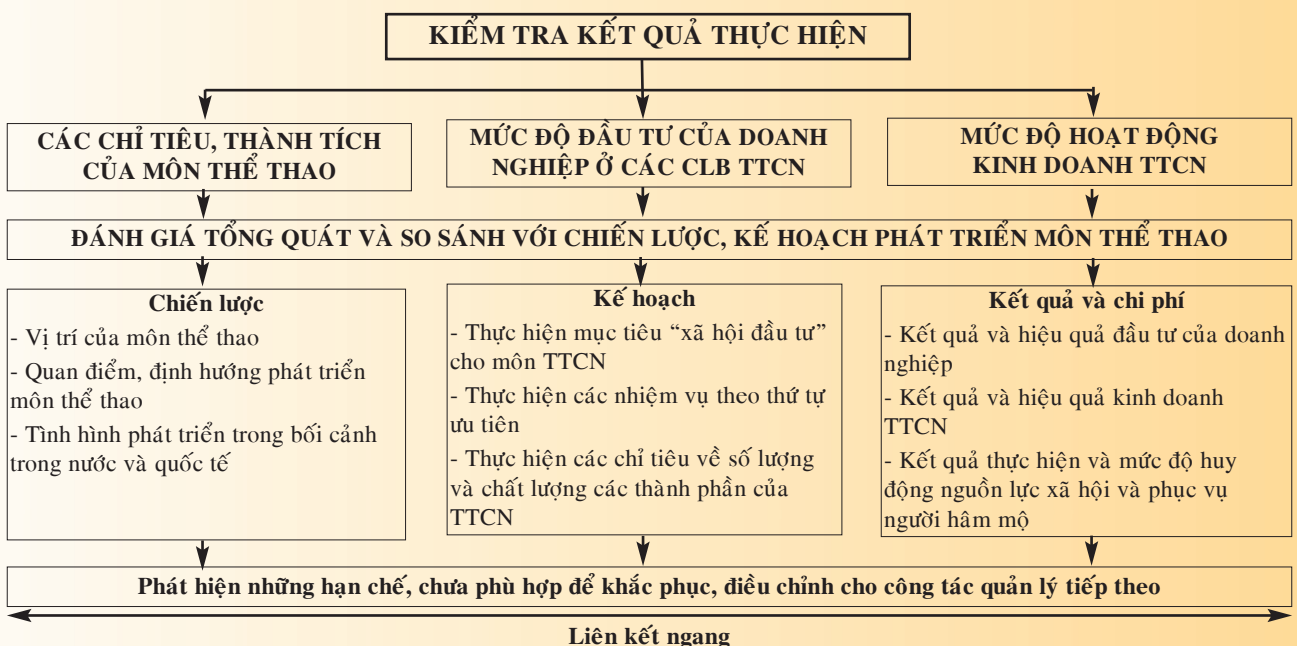 KIỂM TRA KẾT QUẢ THỰC HIỆN
CÁC CHỈ TIÊU, THÀNH TÍCH
CỦA MÔN THỂ THAO
MỨC ĐỘ ĐẦU TƯ CỦA DOANH
NGHIỆP Ở CÁC CLB TTCN
MỨC ĐỘ HOẠT ĐỘNG
KINH DOANH TTCN
ĐÁNH GIÁ TỔNG QUÁT VÀ SO SÁNH VỚI CHIẾN LƯỢC, KẾ HOẠCH PHÁT TRIỂN MÔN THỂ THAO
Chiến lược
- Vị trí của môn thể thao
- Quan điểm, định hướng phát triển
môn thể thao
- Tình hình phát triển trong bối cảnh
trong nước và quốc tế
Kế hoạch
- Thực hiện mục tiêu “xã hội đầu tư”
cho môn TTCN
- Thực hiện các nhiệm vụ theo thứ tự
ưu tiên
- Thực hiện các chỉ tiêu về số lượng
và chất lượng các thành phần của
TTCN
Kết quả và chi phí
- Kết quả và hiệu quả đầu tư của doanh
nghiệp
- Kết quả và hiệu quả kinh doanh
TTCN
- Kết quả thực hiện và mức độ huy
động nguồn lực xã hội và phục vụ
người hâm mộ
Phát hiện những hạn chế, chưa phù hợp để khắc phục, điều chỉnh cho công tác quản lý tiếp theo
Liên kết ngang